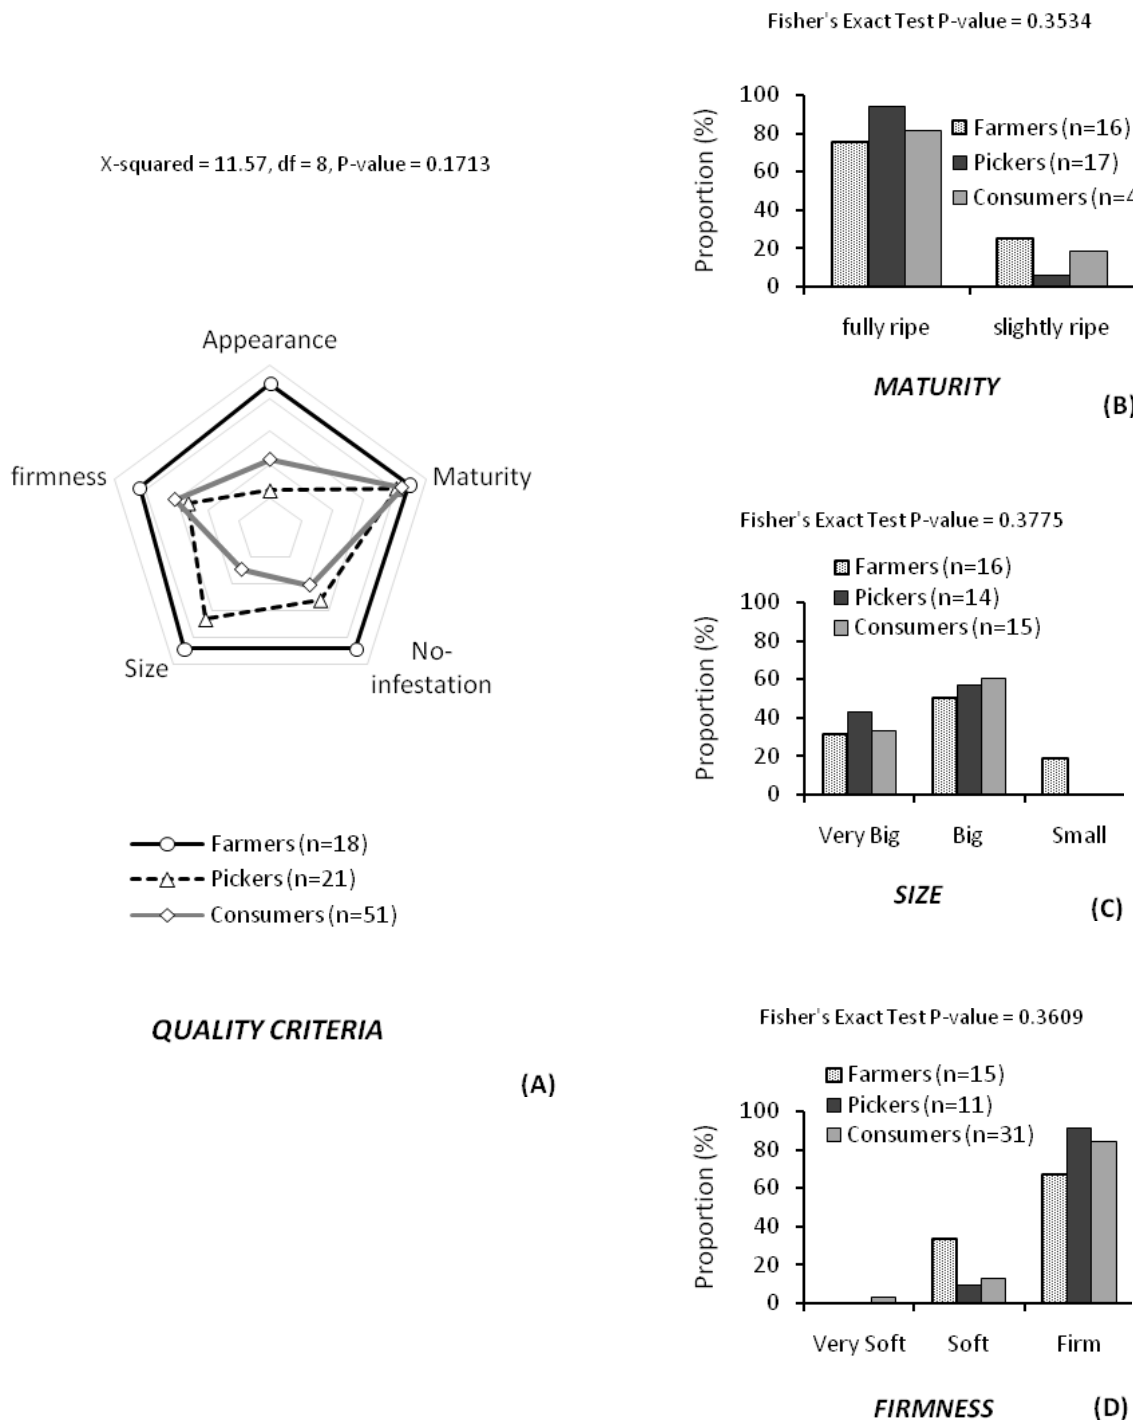 X-squared = 11.57, df = 8, P-value = 0.1713
Appearance
firmness
Maturity
Size
No-
infestation
Farmers (n=18)
Pickers (n=21)
Consumers (n=51)
QUALITY CRITERIA
(A)
Fisher's Exact Test P-value = 0.3534
Proportion (%)
100
80
60
40
20
0
Farmers (n=16)
Pickers (n=17)
Consumers (n=4
fully ripe
slightly ripe
MATURITY
(B)
Fisher's Exact Test P-value = 0.3775
Farmers (n=16)
Pickers (n=14)
Consumers (n=15)
Proportion (%)
100
80
60
40
20
0
Very Big
Big
Small
SIZE
(C)
Fisher's Exact Test P-value = 0.3609
Farmers (n=15)
Pickers (n=11)
Consumers (n=31)
Proportion (%)
100
80
60
40
20
0
Very Soft
Soft
Firm
FIRMNESS
(D)